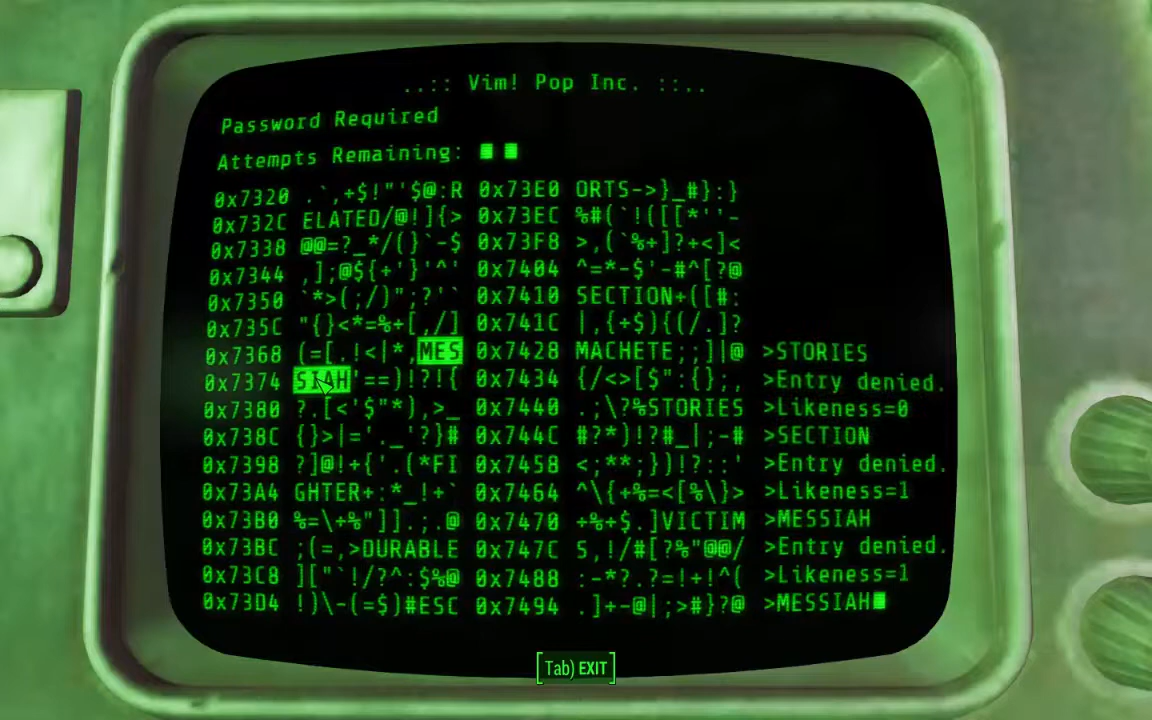 ..:: Vim! Pop Inc. ::..
Password Required
Attempts Remaining: ■ ■
0x7320 .`,+$!"'$@:R 0x73E0 ORTS->}_#}:}
0x732C ELATED/@!]{> 0x73EC %#(`!([[*''-
0x7338 @@=?_*/(}`-$ 0x73F8 >,(`%+]?+<]<
0x7344 ,];@${+'}'^' 0x7404 ^=*-$'-#^[?@
0x7350 `*>(;/)";?'`` 0x7410 SECTION+([#:
0x735C "{}<*=%+[,/] 0x741C |,{+$){(/.]?
0x7368 (=[.!<|*,MES 0x7428 MACHETE;;]|@ >STORIES
0x7374 SIAH'==)!?!{ 0x7434 {/<>[$":{};, >Entry denied.
0x7380 ?.[<'$"*),>_ 0x7440 .;\?%STORIES >Likeness=0
0x738C {}>|='._'?}# 0x744C #?*)!?#_|;-# >SECTION
0x7398 ?]@!+{'.(*FI 0x7458 <;**;})!?::' >Entry denied.
0x73A4 GHTER+:*_!+` 0x7464 ^\{+%=<[%\}> >Likeness=1
0x73B0 %=\+%"]].;.@ 0x7470 +%+$.]VICTIM >MESSIAH
0x73BC ;(=,>DURABLE 0x747C S,!/#[?%"@@/ >Entry denied.
0x73C8 ]["`!/?^:$%@ 0x7488 :-*?.?=!+!^( >Likeness=1
0x73D4 !)\-(=$)#ESC 0x7494 .]+-@|;>#}?@ >MESSIAH■
[Tab) EXIT]